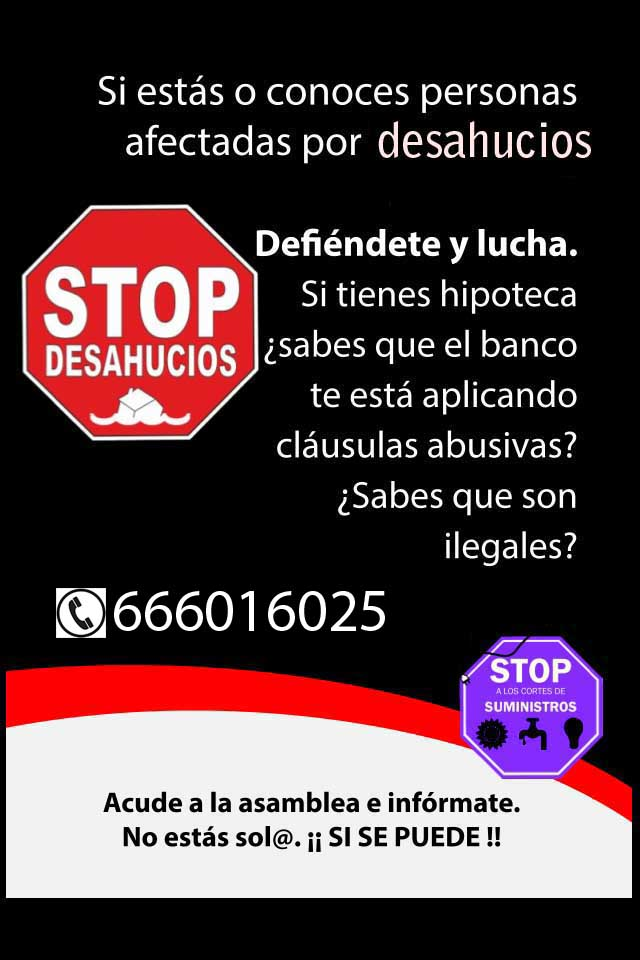 Si estás o conoces personas
afectadas por desahucios
STOP
DESAHUCIOS
Defiéndete y lucha.
Si tienes hipoteca
¿sabes que el banco
te está aplicando
cláusulas abusivas?
¿Sabes que son
ilegales?
666016025
STOP
A LOS CORTES DE
SUMINISTROS
Acude a la asamblea e infórmate.
No estás sol@. ¡¡ SI SE PUEDE !!